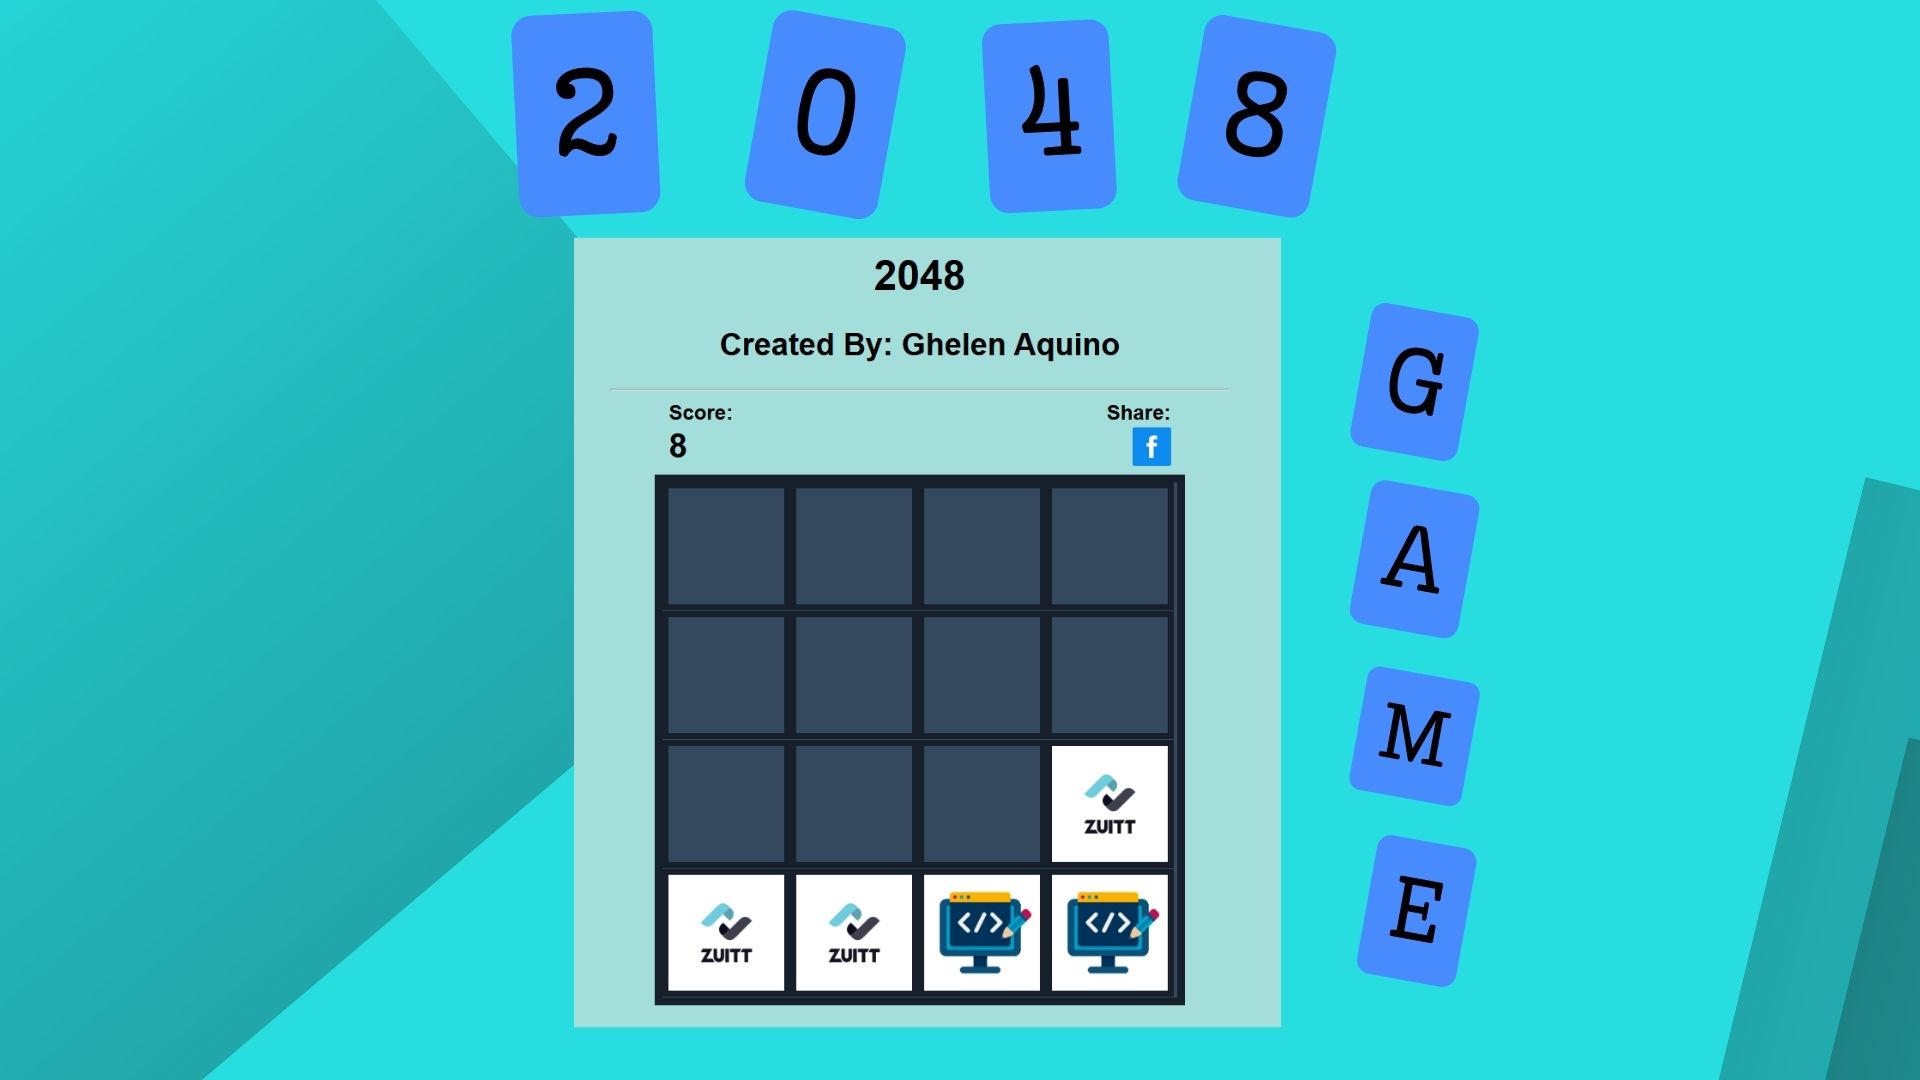 2 0 4 8
2048
Created By: Ghelen Aquino
Score:
Share:
8
f
G
A
M
E
ZUITT
ZUITT
ZUITT
</>
</>